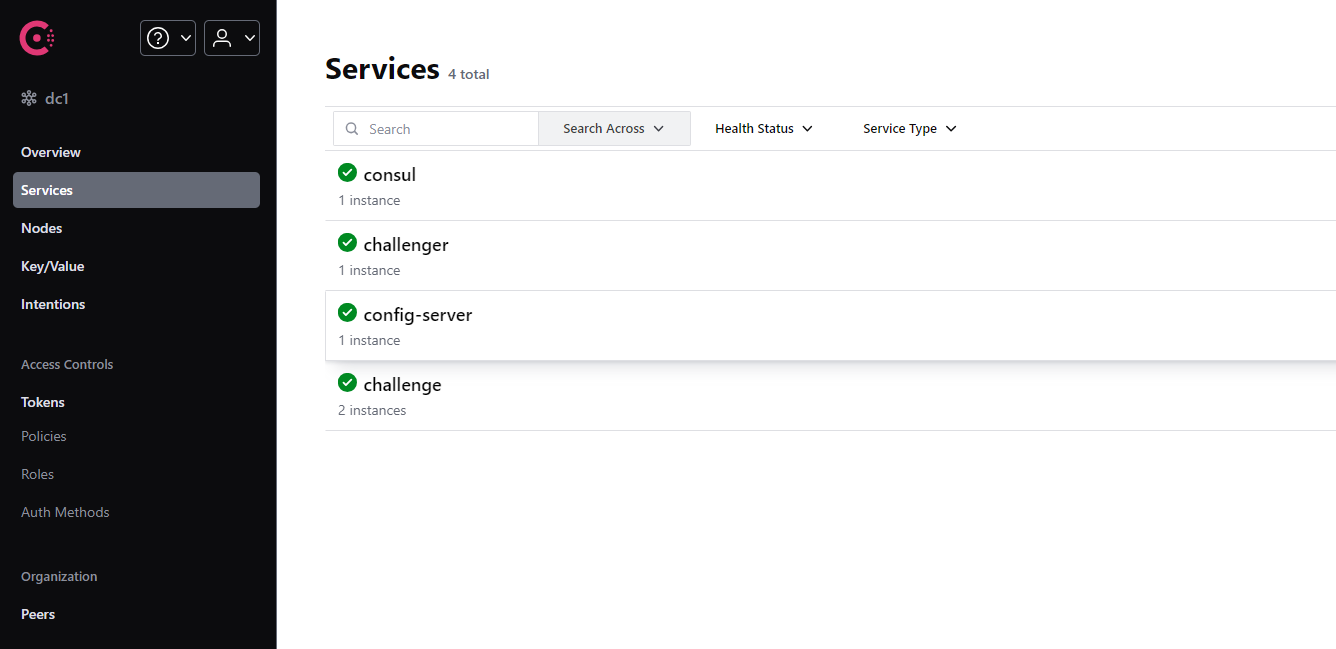 dc1
Overview
Services
Nodes
Key/Value
Intentions
Access Controls
Tokens
Policies
Roles
Auth Methods
Organization
Peers
Services 4 total
Search Search Across Health Status Service Type
consul
1 instance
challenger
1 instance
config-server
1 instance
challenge
2 instances